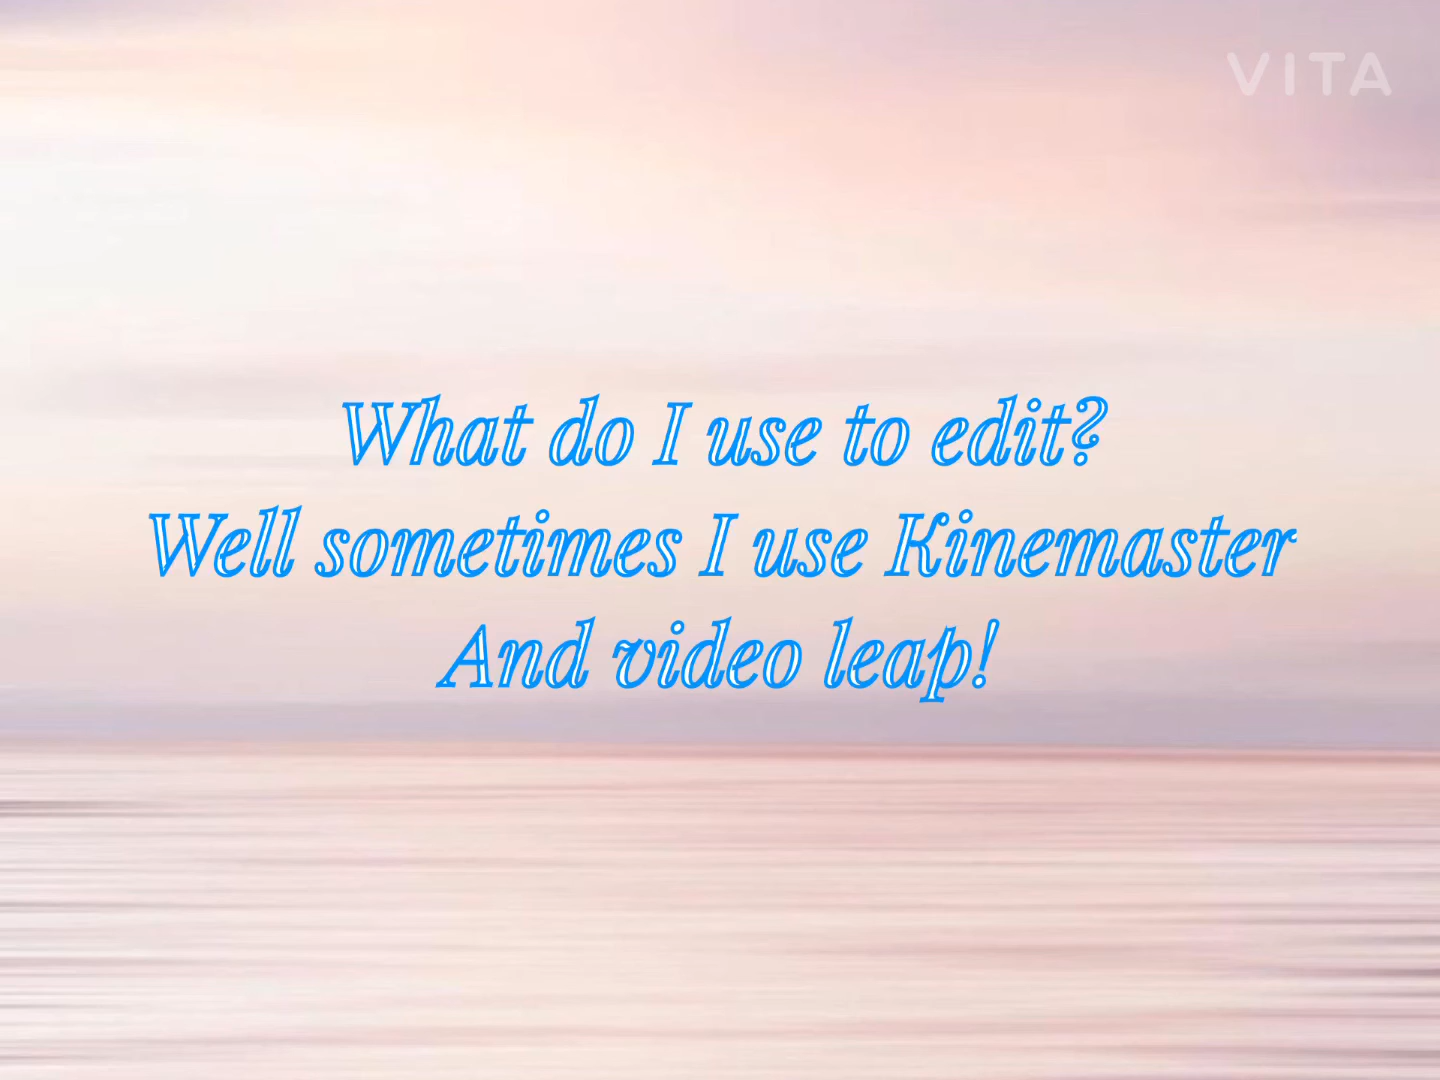 VITA
What do I use to edit?
Well sometimes I use Kinemaster
And video leap!